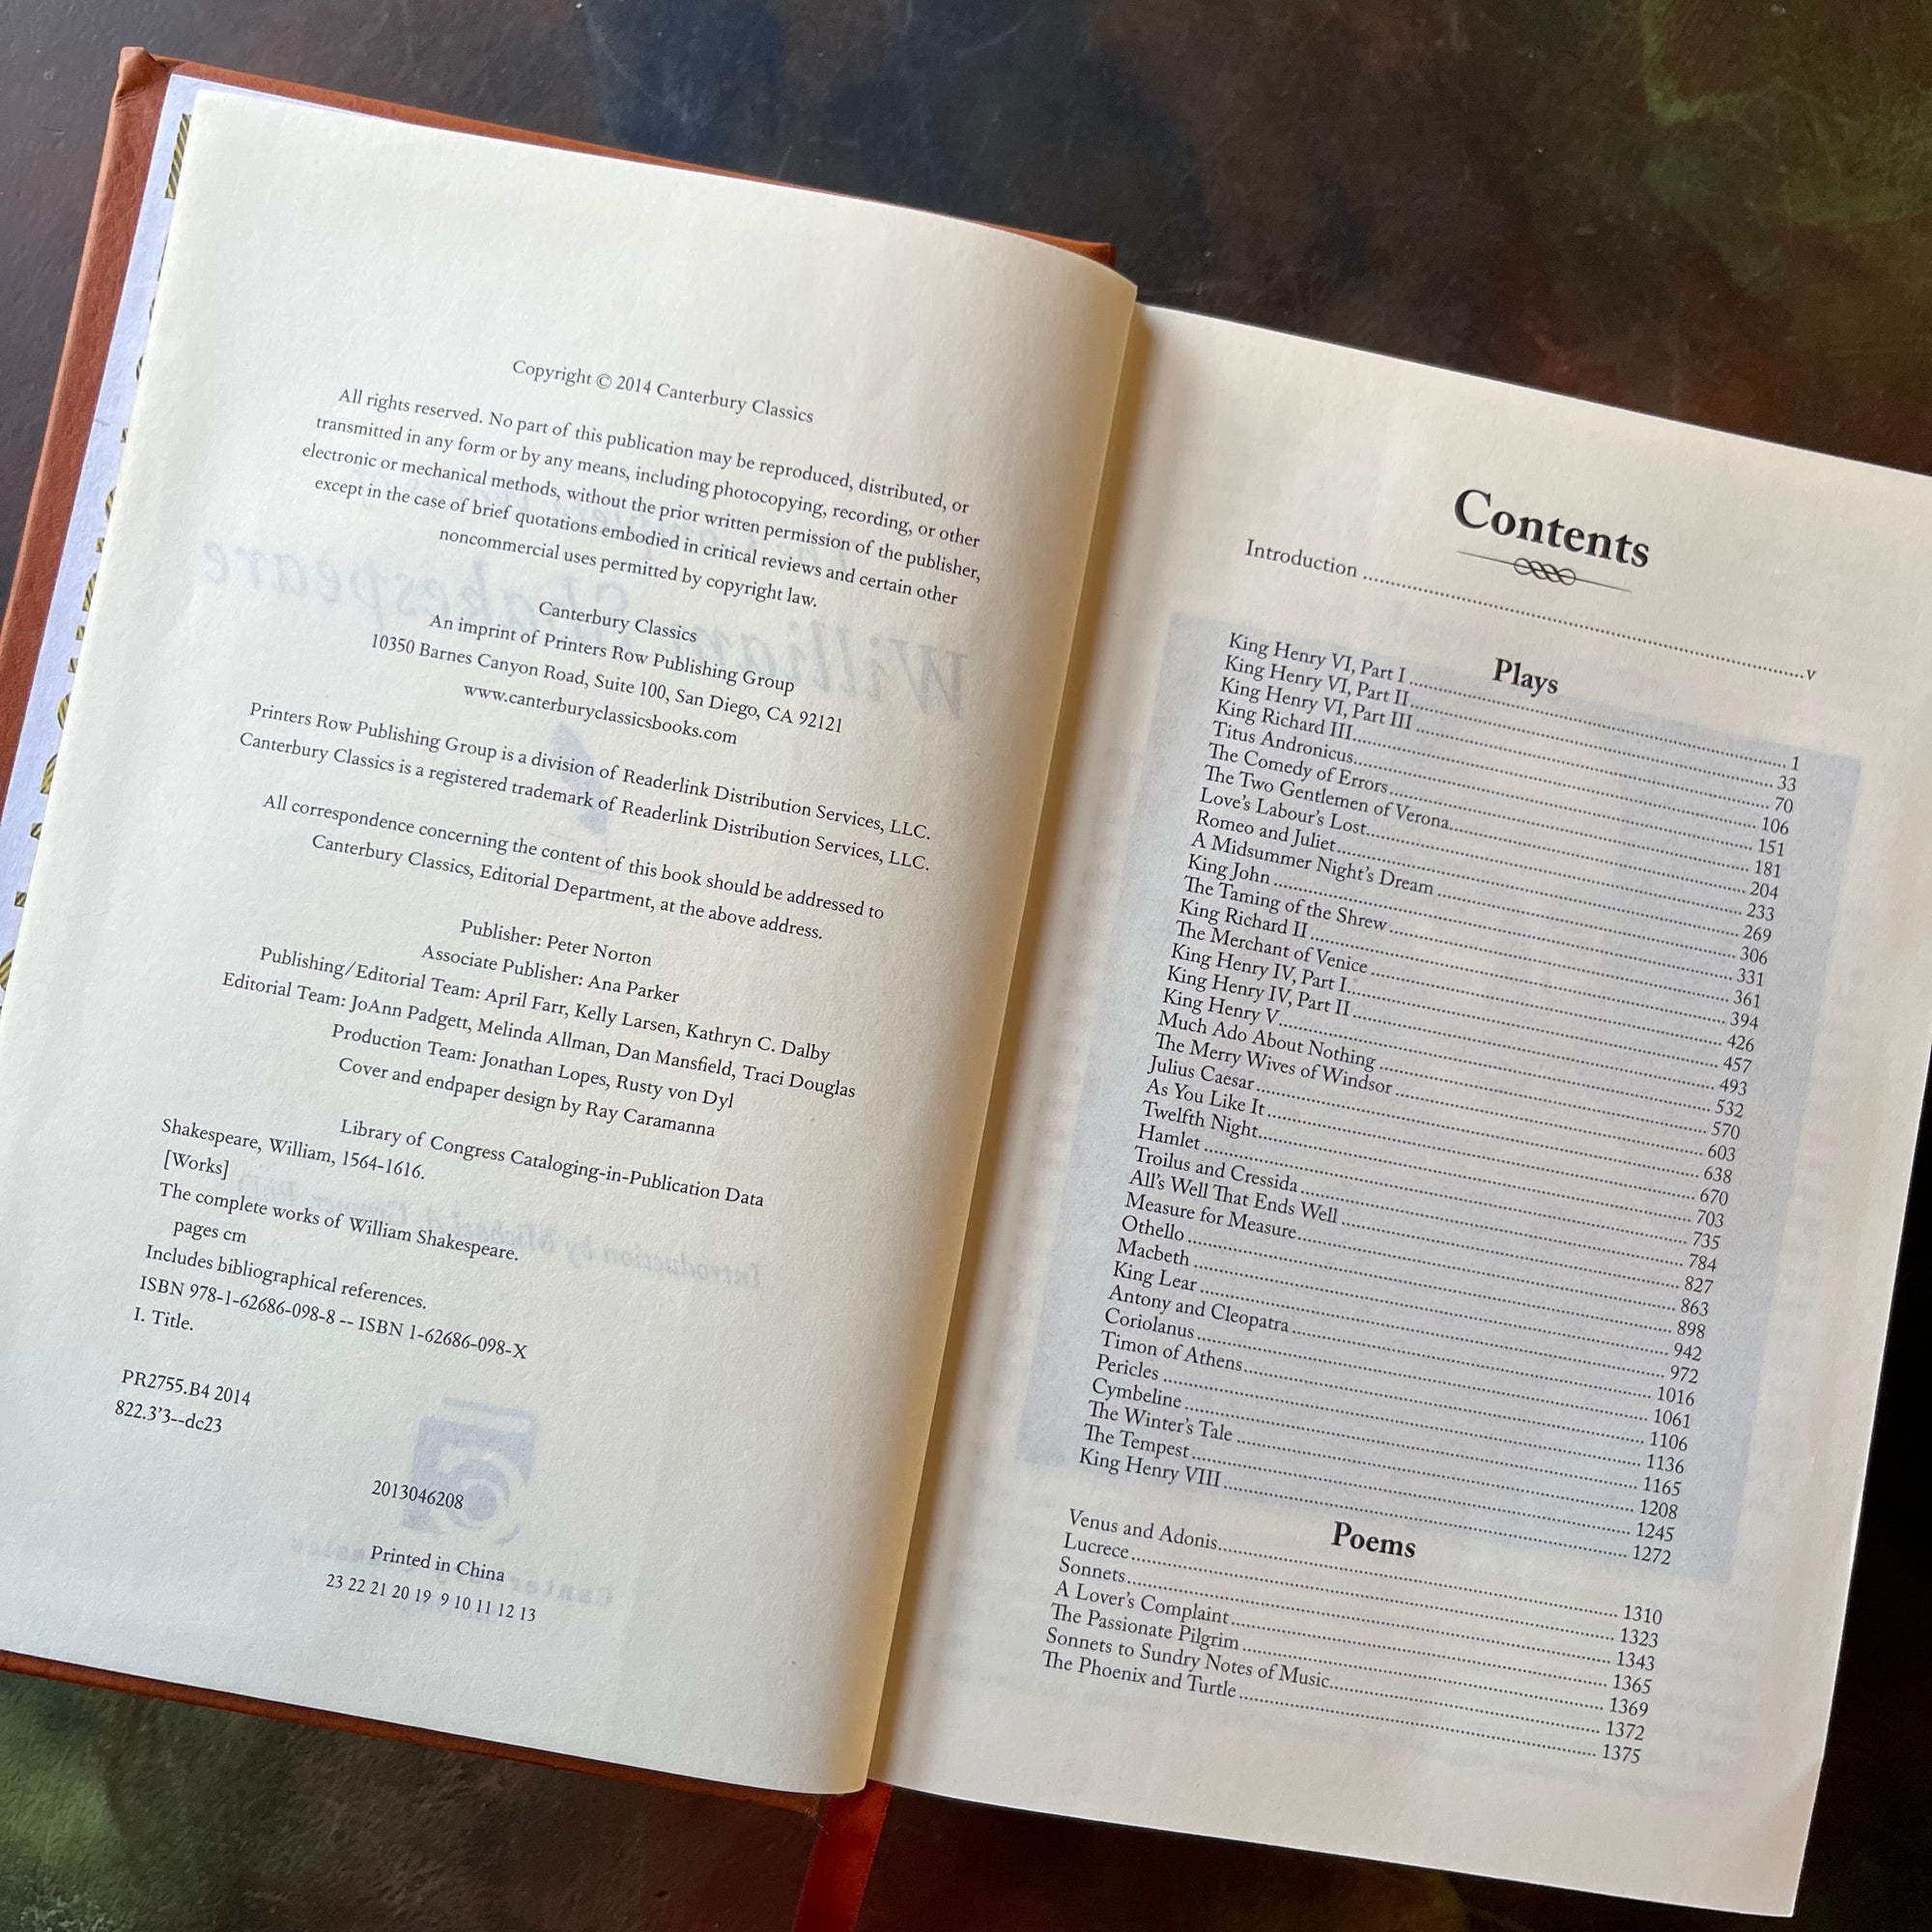 Copyright © 2014 Canterbury Classics
All rights reserved. No part of this publication may be reproduced, distributed, or
transmitted in any form or by any means, including photocopying, recording, or other
electronic or mechanical methods, without the prior written permission of the publisher,
except in the case of brief quotations embodied in critical reviews and certain other
noncommercial uses permitted by copyright law.
Canterbury Classics
An imprint of Printers Row Publishing Group
10350 Barnes Canyon Road, Suite 100, San Diego, CA 92121
www.canterburyclassicsbooks.com
Printers Row Publishing Group is a division of Readerlink Distribution Services, LLC.
Canterbury Classics is a registered trademark of Readerlink Distribution Services, LLC.
All correspondence concerning the content of this book should be addressed to
Canterbury Classics, Editorial Department, at the above address.
Publisher: Peter Norton
Associate Publisher: Ana Parker
Publishing/Editorial Team: April Farr, Kelly Larsen, Kathryn C. Dalby
Editorial Team: JoAnn Padgett, Melinda Allman, Dan Mansfield, Traci Douglas
Production Team: Jonathan Lopes, Rusty von Dyl
Cover and endpaper design by Ray Caramanna
Library of Congress Cataloging-in-Publication Data
Shakespeare, William, 1564-1616.
[Works]
The complete works of William Shakespeare.
pages cm
Includes bibliographical references.
ISBN 978-1-62686-098-8 -- ISBN 1-62686-098-X
I. Title.
PR2755.B4 2014
822.3'3--dc23
2013046208
Printed in China
23 22 21 20 19 9 10 11 12 13
Contents
Introduction ... v
Plays
King Henry VI, Part I ... 1
King Henry VI, Part II ... 33
King Henry VI, Part III ... 70
King Richard III ... 106
Titus Andronicus ... 151
The Comedy of Errors ... 181
The Two Gentlemen of Verona ... 204
Love's Labour's Lost ... 233
Romeo and Juliet ... 269
A Midsummer Night's Dream ... 306
King John ... 331
The Taming of the Shrew ... 361
King Richard II ... 394
The Merchant of Venice ... 426
King Henry IV, Part I ... 457
King Henry IV, Part II ... 493
King Henry V ... 532
Much Ado About Nothing ... 570
The Merry Wives of Windsor ... 603
Julius Caesar ... 638
As You Like It ... 670
Twelfth Night ... 703
Hamlet ... 735
Troilus and Cressida ... 784
All's Well That Ends Well ... 827
Measure for Measure ... 863
Othello ... 898
Macbeth ... 942
King Lear ... 972
Antony and Cleopatra ... 1016
Coriolanus ... 1061
Timon of Athens ... 1106
Pericles ... 1136
Cymbeline ... 1165
The Winter's Tale ... 1208
The Tempest ... 1245
King Henry VIII ... 1272
Poems
Venus and Adonis ... 1310
Lucrece ... 1323
Sonnets ... 1343
A Lover's Complaint ... 1365
The Passionate Pilgrim ... 1369
Sonnets to Sundry Notes of Music ... 1372
The Phoenix and Turtle ... 1375